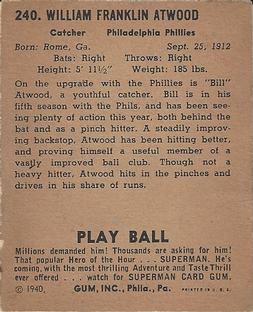 240. WILLIAM FRANKLIN ATWOOD
Catcher Philadelphia Phillies
Born: Rome, Ga. Sept. 25, 1912
Bats: Right Throws: Right
Height: 5' 11½" Weight: 185 lbs.
On the upgrade with the Phillies is "Bill"
Atwood, a youthful catcher. Bill is in his
fifth season with the Phils, and has been see-
ing plenty of action this year, both behind the
bat and as a pinch hitter. A steadily improv-
ing backstop, Atwood has been hitting better,
and proving himself a useful member of a
vastly improved ball club. Though not a
heavy hitter, Atwood hits in the pinches and
drives in his share of runs.
PLAY BALL
Millions demanded him! Thousands are asking for him!
That popular Hero of the Hour . . . SUPERMAN. He's
coming, with the most thrilling Adventure and Taste Thrill
ever offered . . . watch for SUPERMAN CARD GUM.
© 1940, GUM, INC., Phila., Pa. PRINTED IN U. S. A.